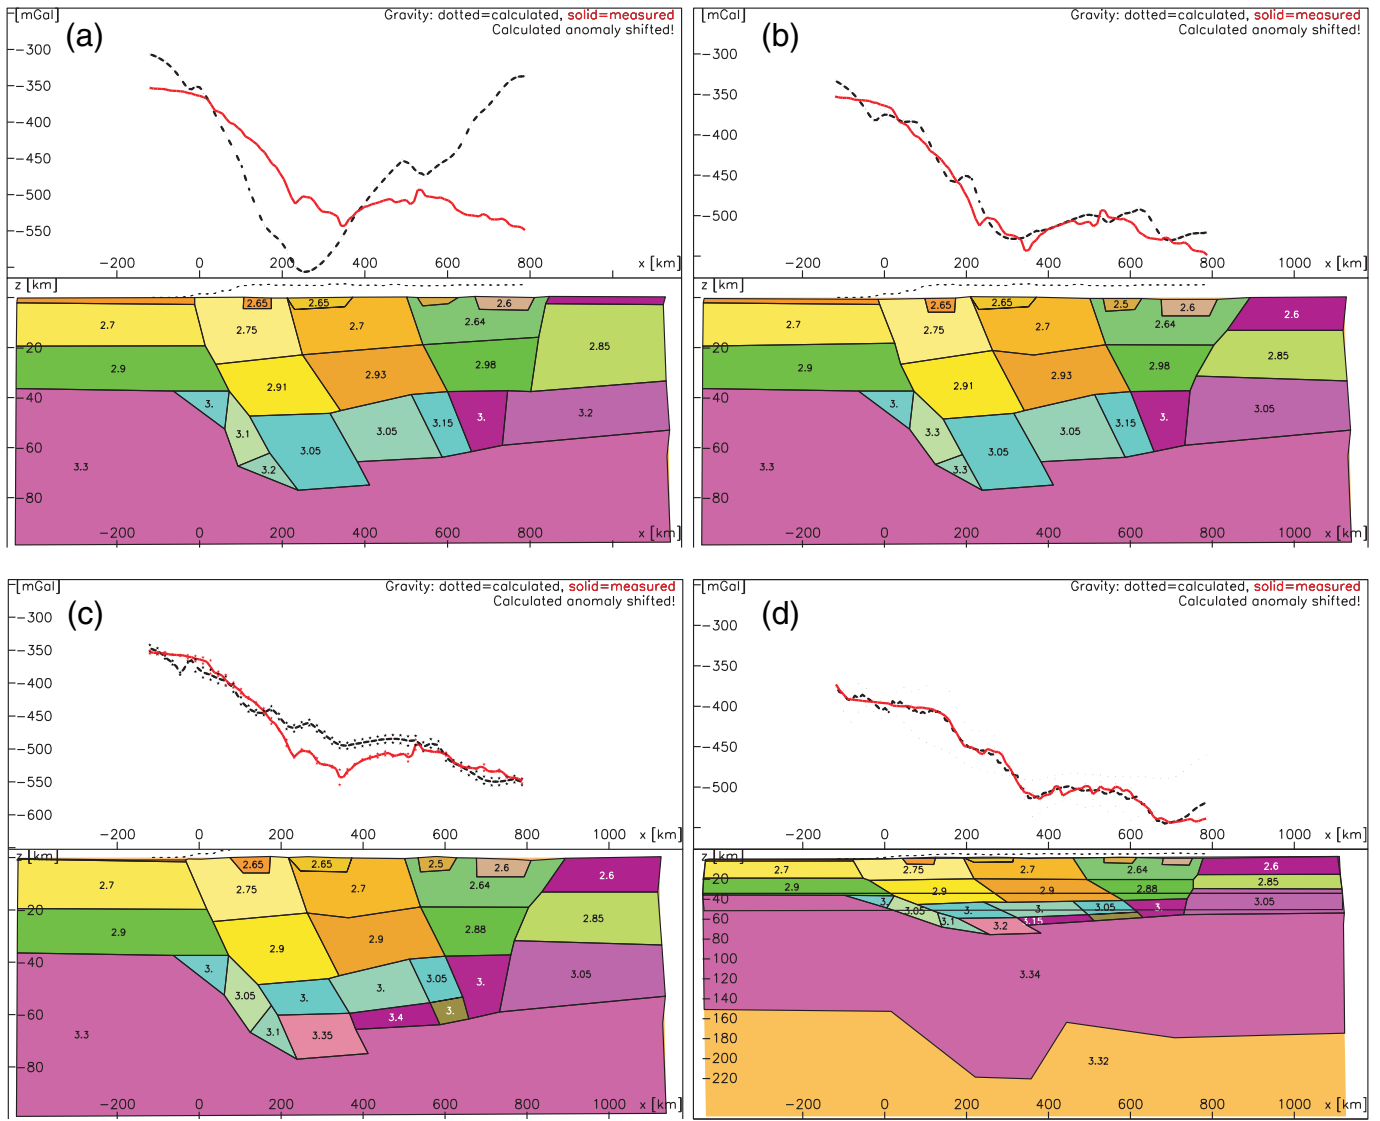 [mGal]
Gravity: dotted=calculated, solid=measured
Calculated anomaly shifted!
(a)
−300
−350
−400
−450
−500
−550
−200 0 200 400 600 800 x [km]
z [km]
2.65 2.65 2.6
2.7 2.75 2.7 2.64
−20 2.85
2.9 2.91 2.93 2.98
−40 3. 3.1 3.05 3.05 3.15 3. 3.2
−60 3.3 3.2
−80
−200 0 200 400 600 800 x [km]
[mGal]
Gravity: dotted=calculated, solid=measured
Calculated anomaly shifted!
(b)
−300
−350
−400
−450
−500
−200 0 200 400 600 800 1000 x [km]
z [km]
2.65 2.65 2.5 2.6 2.6
2.7 2.75 2.7 2.64
−20 2.85
2.9 2.91 2.93 2.98
−40 3. 3.3 3.05 3.05 3.15 3. 3.05
−60 3.3 3.3
−80
−200 0 200 400 600 800 1000 x [km]
[mGal]
Gravity: dotted=calculated, solid=measured
Calculated anomaly shifted!
(c)
−300
−350
−400
−450
−500
−550
−600
−200 0 200 400 600 800 1000 x [km]
z [km]
2.65 2.65 2.5 2.6 2.6
2.7 2.75 2.7 2.64
−20 2.85
2.9 2.9 2.9 2.88
−40 3. 3.05 3. 3. 3.05 3. 3.05
−60 3.3 3.1 3.35 3.4 3.
−80
−200 0 200 400 600 800 1000 x [km]
[mGal]
Gravity: dotted=calculated, solid=measured
Calculated anomaly shifted!
(d)
−300
−350
−400
−450
−500
−200 0 200 400 600 800 1000 x [km]
z [km]
2.7 2.75 2.7 2.64 2.6
−20 2.9 2.9 2.9 2.88 2.85
−40 3. 3.05 3. 3. 3.05 3. 3.05
−60 3.1 3.2 3.15
−80
−100
−120 3.34
−140
−160
−180
−200 3.32
−220
−200 0 200 400 600 800 1000 x [km]